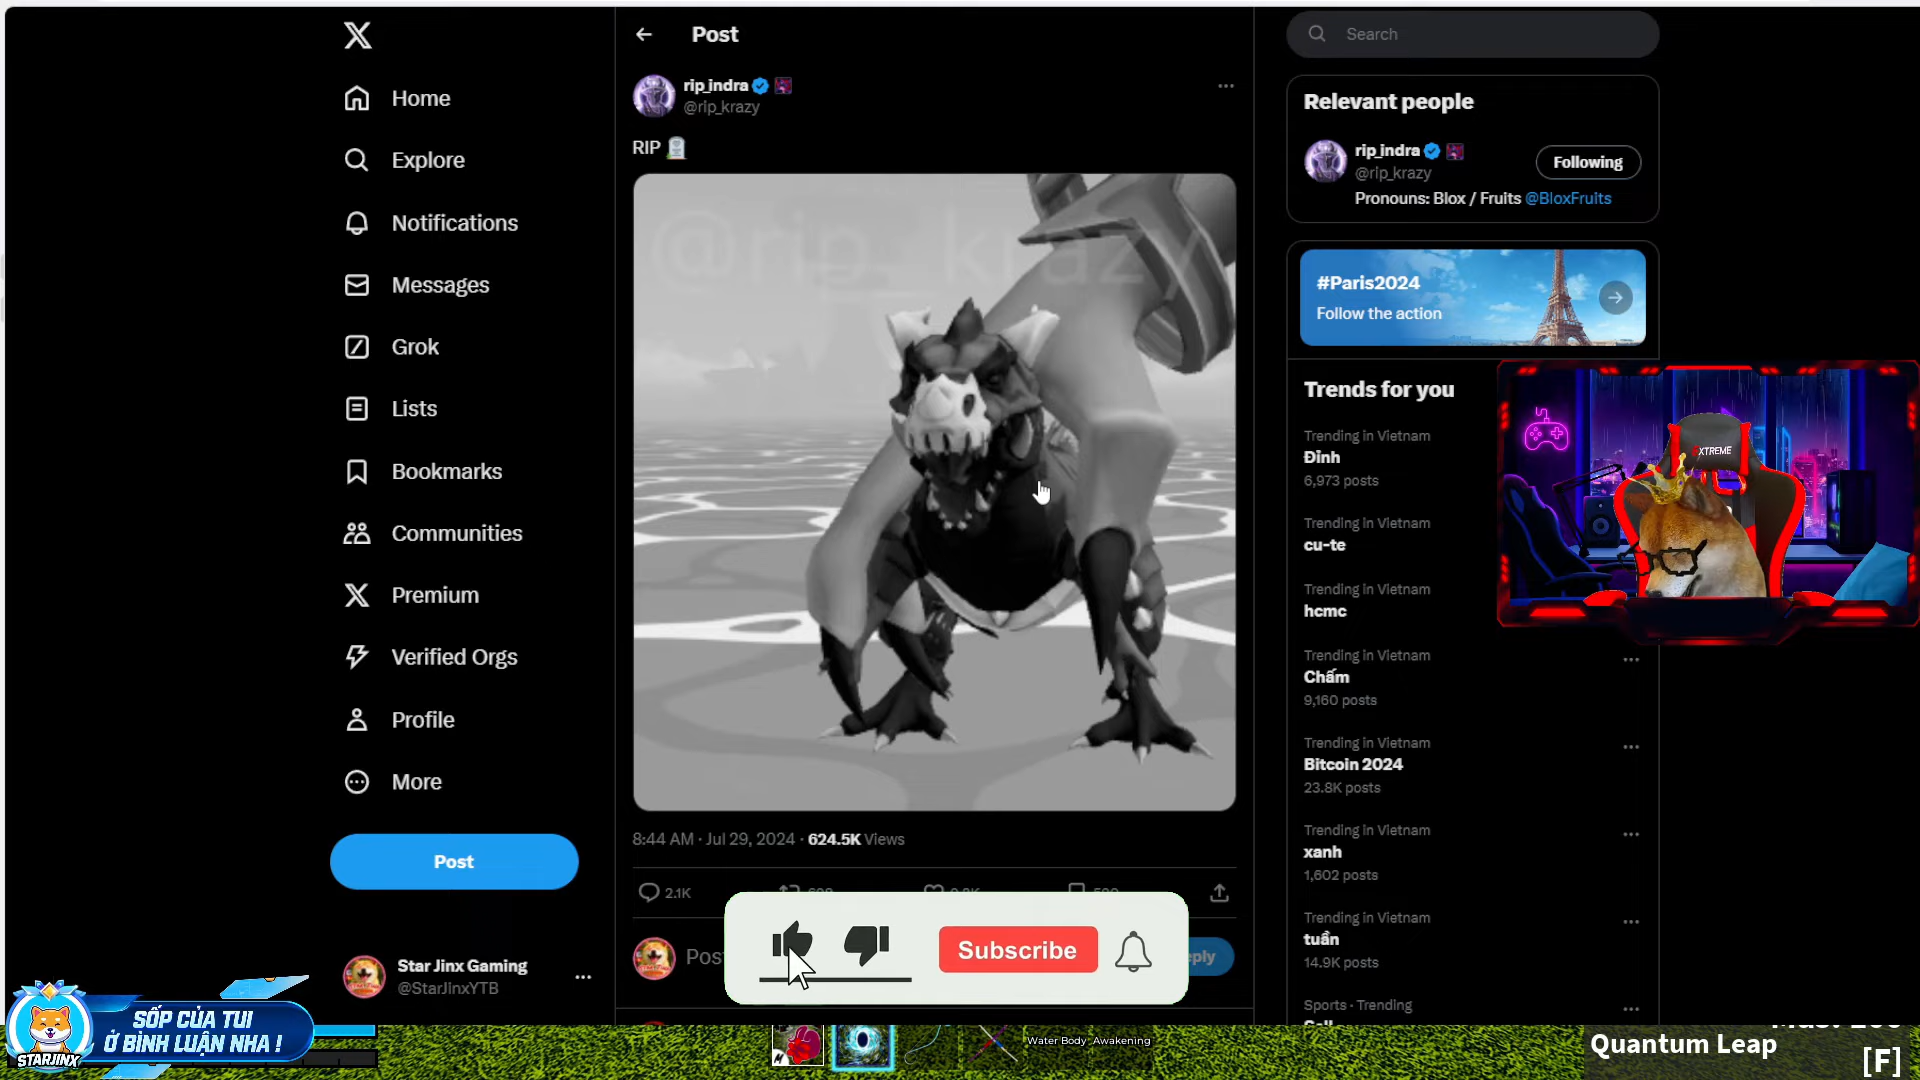 Home
Explore
Notifications
Messages
Grok
Lists
Bookmarks
Communities
Premium
Verified Orgs
Profile
More
Post
Star Jinx Gaming
@StarJinxYTB
Post
rip_indra
@rip_krazy
RIP
@rip_krazy
8:44 AM · Jul 29, 2024 · 624.5K Views
2.1K
Subscribe
Search
Relevant people
rip_indra
@rip_krazy
Following
Pronouns: Blox / Fruits @BloxFruits
#Paris2024
Follow the action
Trends for you
Trending in Vietnam
Đỉnh
6,973 posts
Trending in Vietnam
cu-te
Trending in Vietnam
hcmc
Trending in Vietnam
Chấm
9,160 posts
Trending in Vietnam
Bitcoin 2024
23.8K posts
Trending in Vietnam
xanh
1,602 posts
Trending in Vietnam
tuấn
14.9K posts
Sports · Trending
XTREME
SỐP CỦA TUI
Ở BÌNH LUẬN NHA !
STARJINX
Water Body Awakening
Quantum Leap
[F]